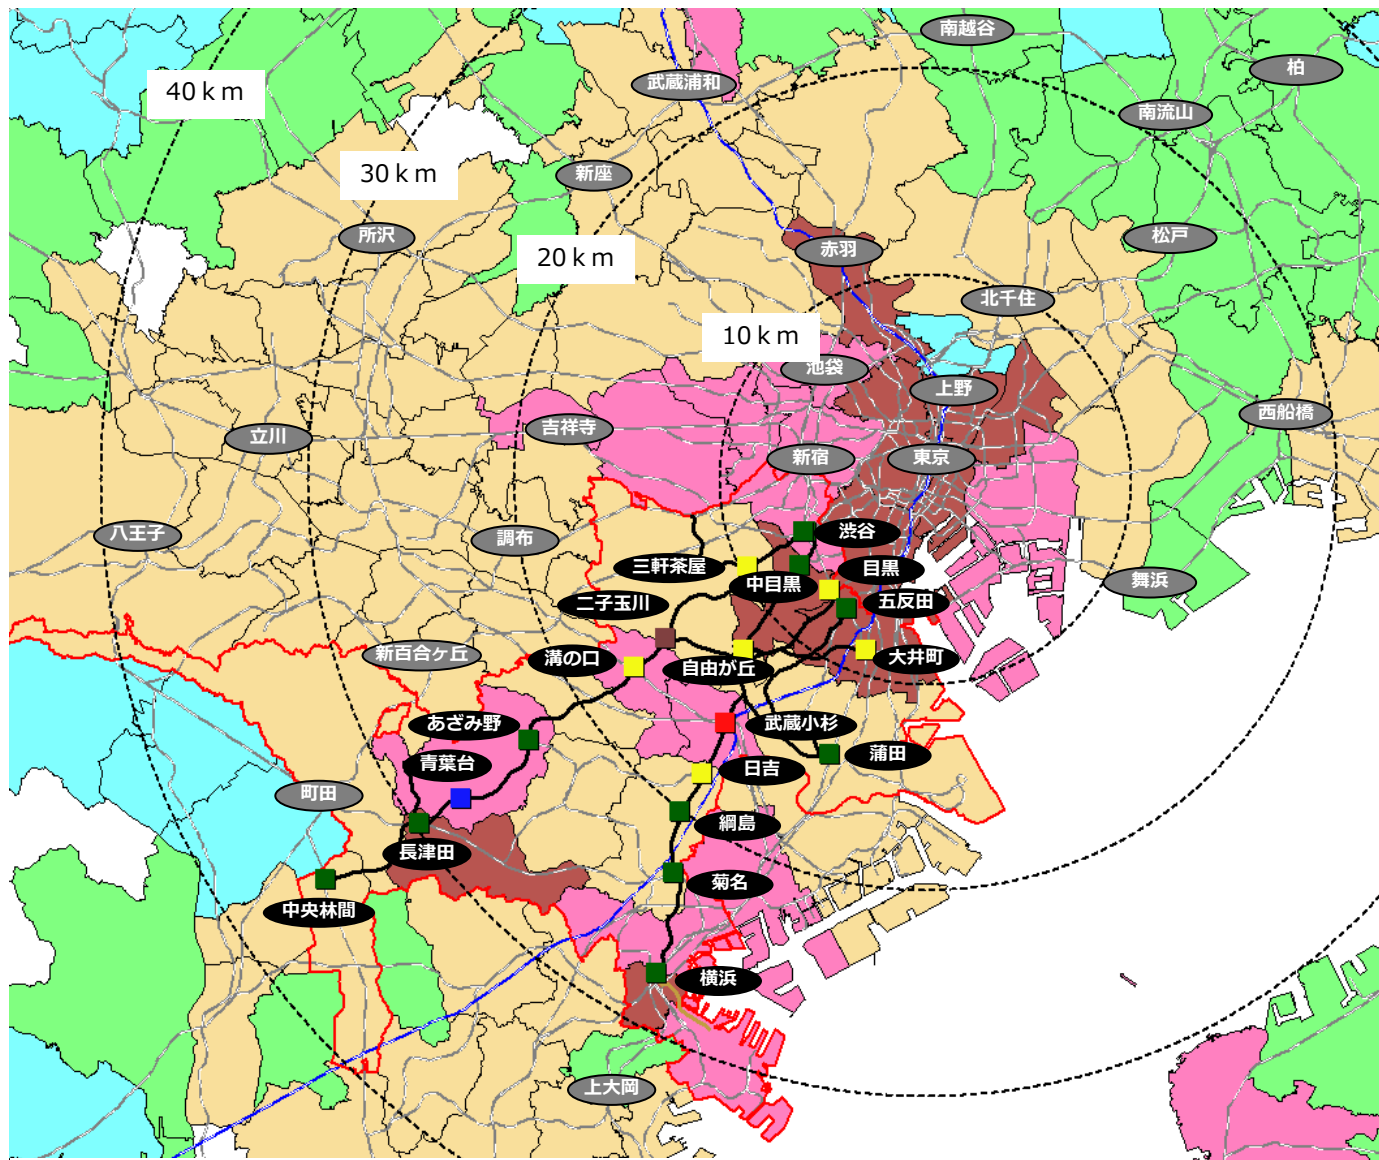 南越谷
柏
武蔵浦和
40ｋｍ
南流山
30ｋｍ
新座
所沢
松戸
20ｋｍ
赤羽
北千住
10ｋｍ
池袋
上野
西船橋
吉祥寺
立川
新宿
東京
八王子
調布
渋谷
三軒茶屋
中目黒
目黒
舞浜
二子玉川
五反田
新百合ヶ丘
溝の口
自由が丘
大井町
あざみ野
武蔵小杉
蒲田
青葉台
日吉
町田
綱島
長津田
菊名
中央林間
横浜
上大岡